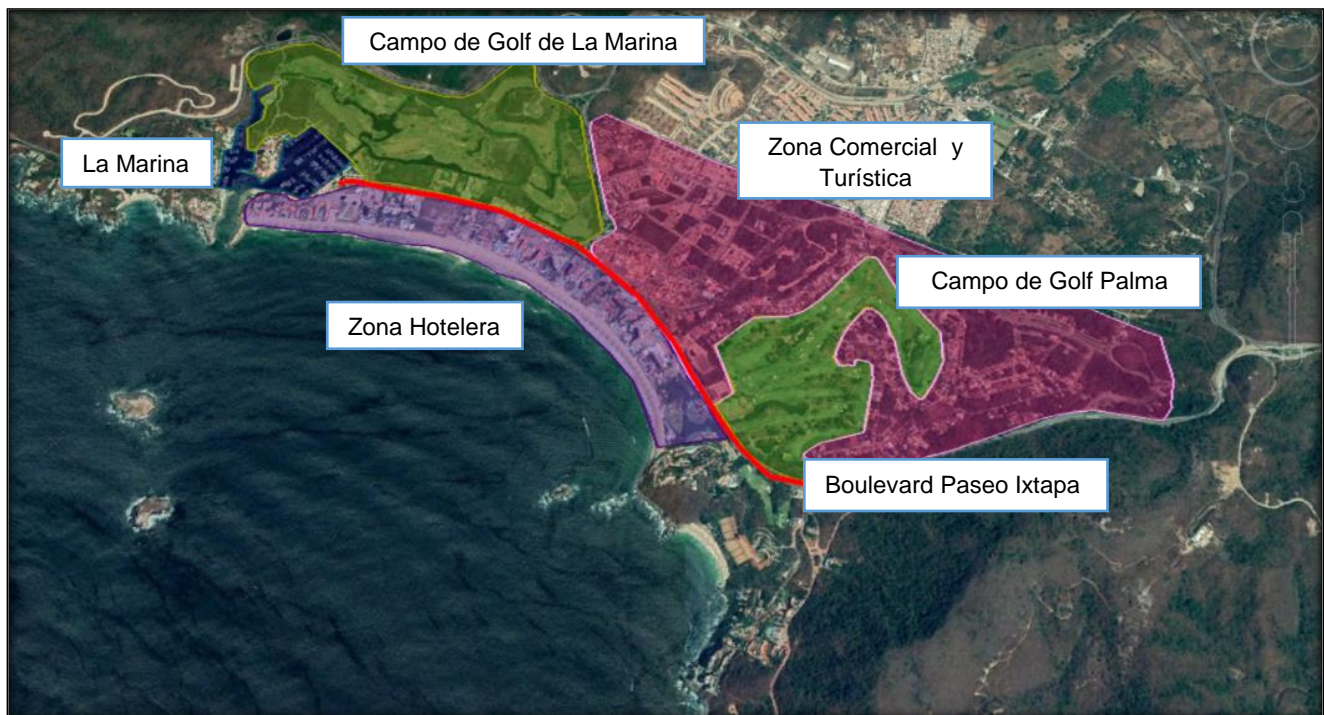 Campo de Golf de La Marina
La Marina
Zona Comercial y
Turística
Campo de Golf Palma
Zona Hotelera
Boulevard Paseo Ixtapa